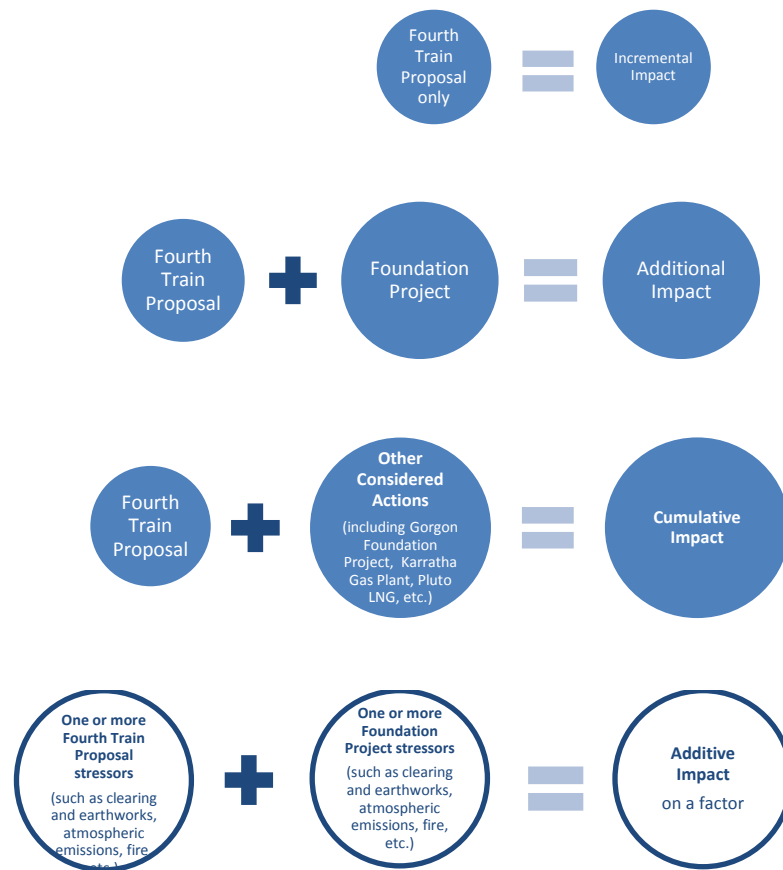 Fourth
Train
Proposal
only
Incremental
Impact
Fourth
Train
Proposal
Foundation
Project
Additional
Impact
Fourth
Train
Proposal
Other
Considered
Actions
(including Gorgon
Foundation
Project, Karratha
Gas Plant, Pluto
LNG, etc.)
Cumulative
Impact
One or more
Fourth Train
Proposal
stressors
(such as clearing
and earthworks,
atmospheric
emissions, fire,
etc.)
One or more
Foundation
Project stressors
(such as clearing
and earthworks,
atmospheric
emissions, fire,
etc.)
Additive
Impact
on a factor